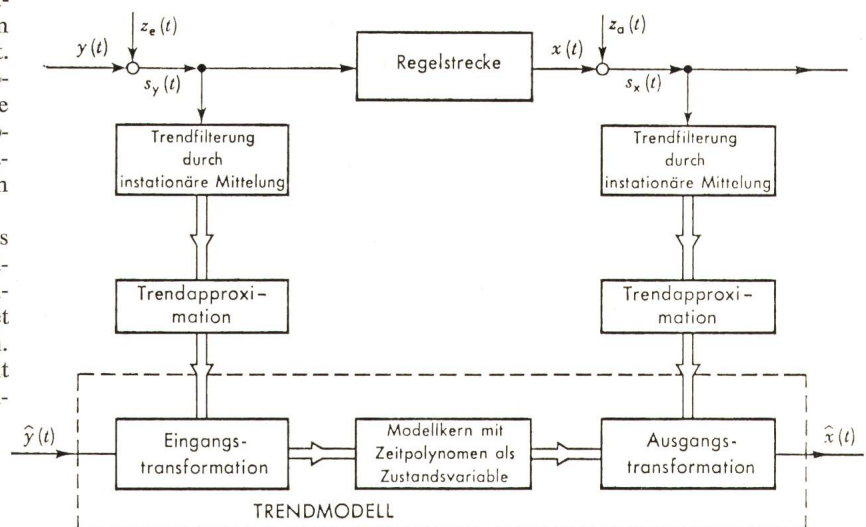 z_e(t)
y(t)
s_y(t)
Regelstrecke
x(t)
z_a(t)
s_x(t)
Trendfilterung
durch
instationäre Mittelung
Trendfilterung
durch
instationäre Mittelung
Trendapproxi-
mation
Trendapproxi-
mation
ŷ(t)
Eingangs-
transformation
Modellkern mit
Zeitpolynomen als
Zustandsvariable
Ausgangs-
transformation
x̂(t)
TRENDMODELL